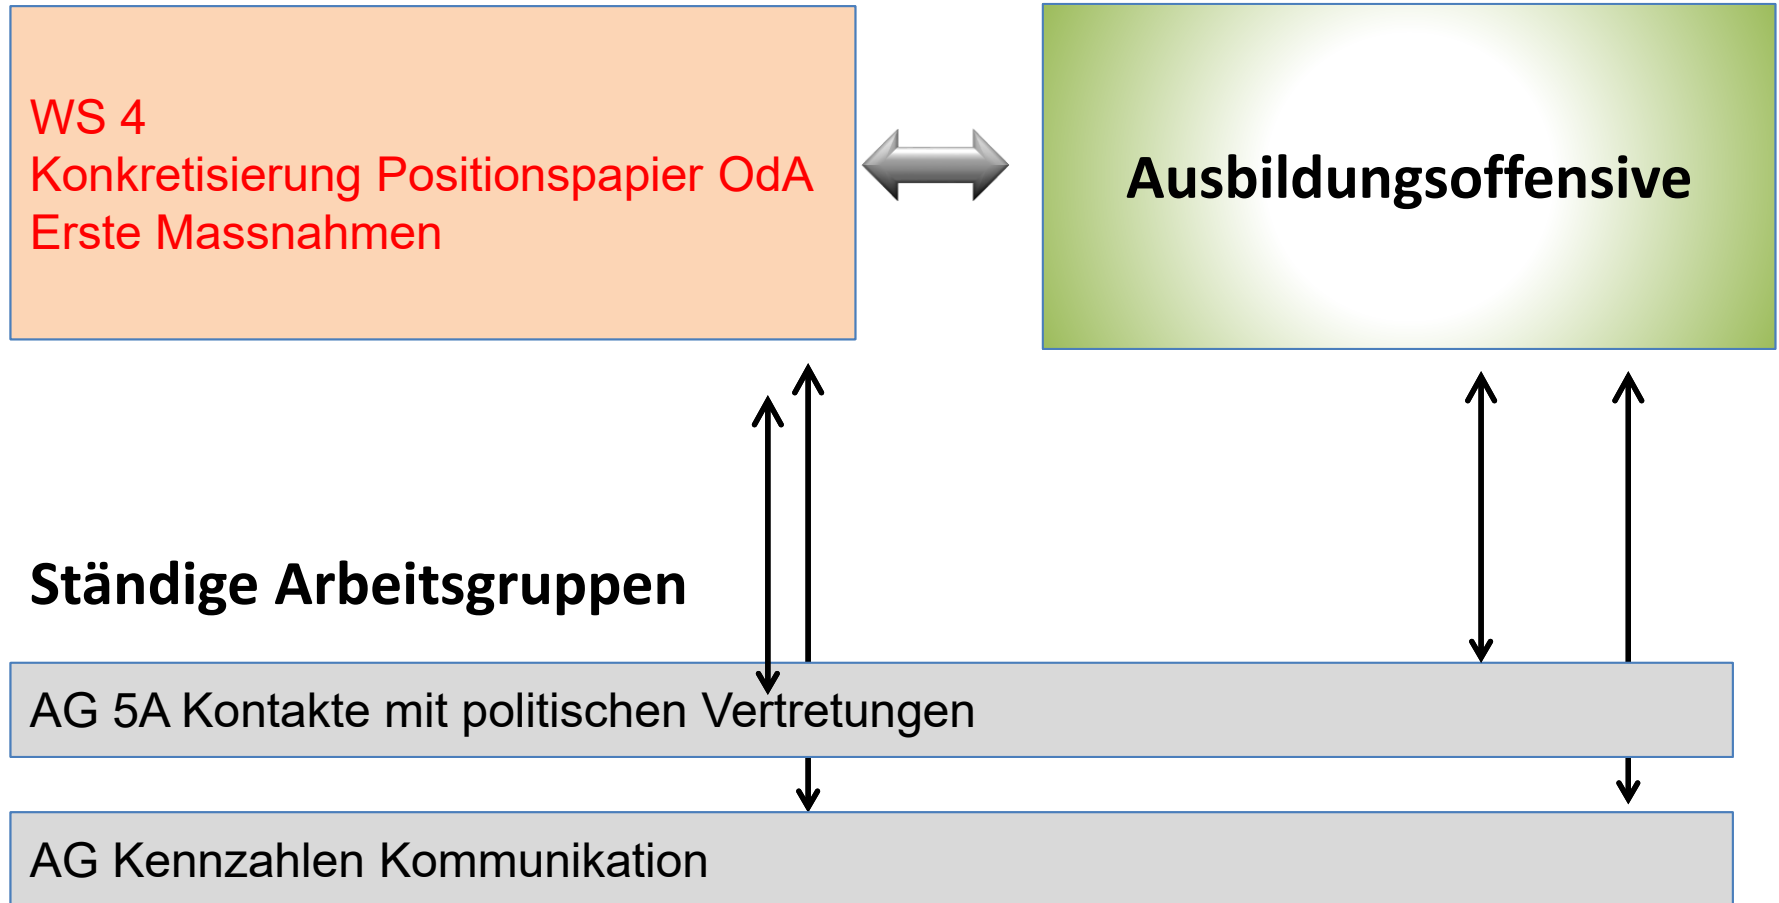 WS 4
Konkretisierung Positionspapier OdA
Erste Massnahmen
Ausbildungsoffensive
Ständige Arbeitsgruppen
AG 5A Kontakte mit politischen Vertretungen
AG Kennzahlen Kommunikation